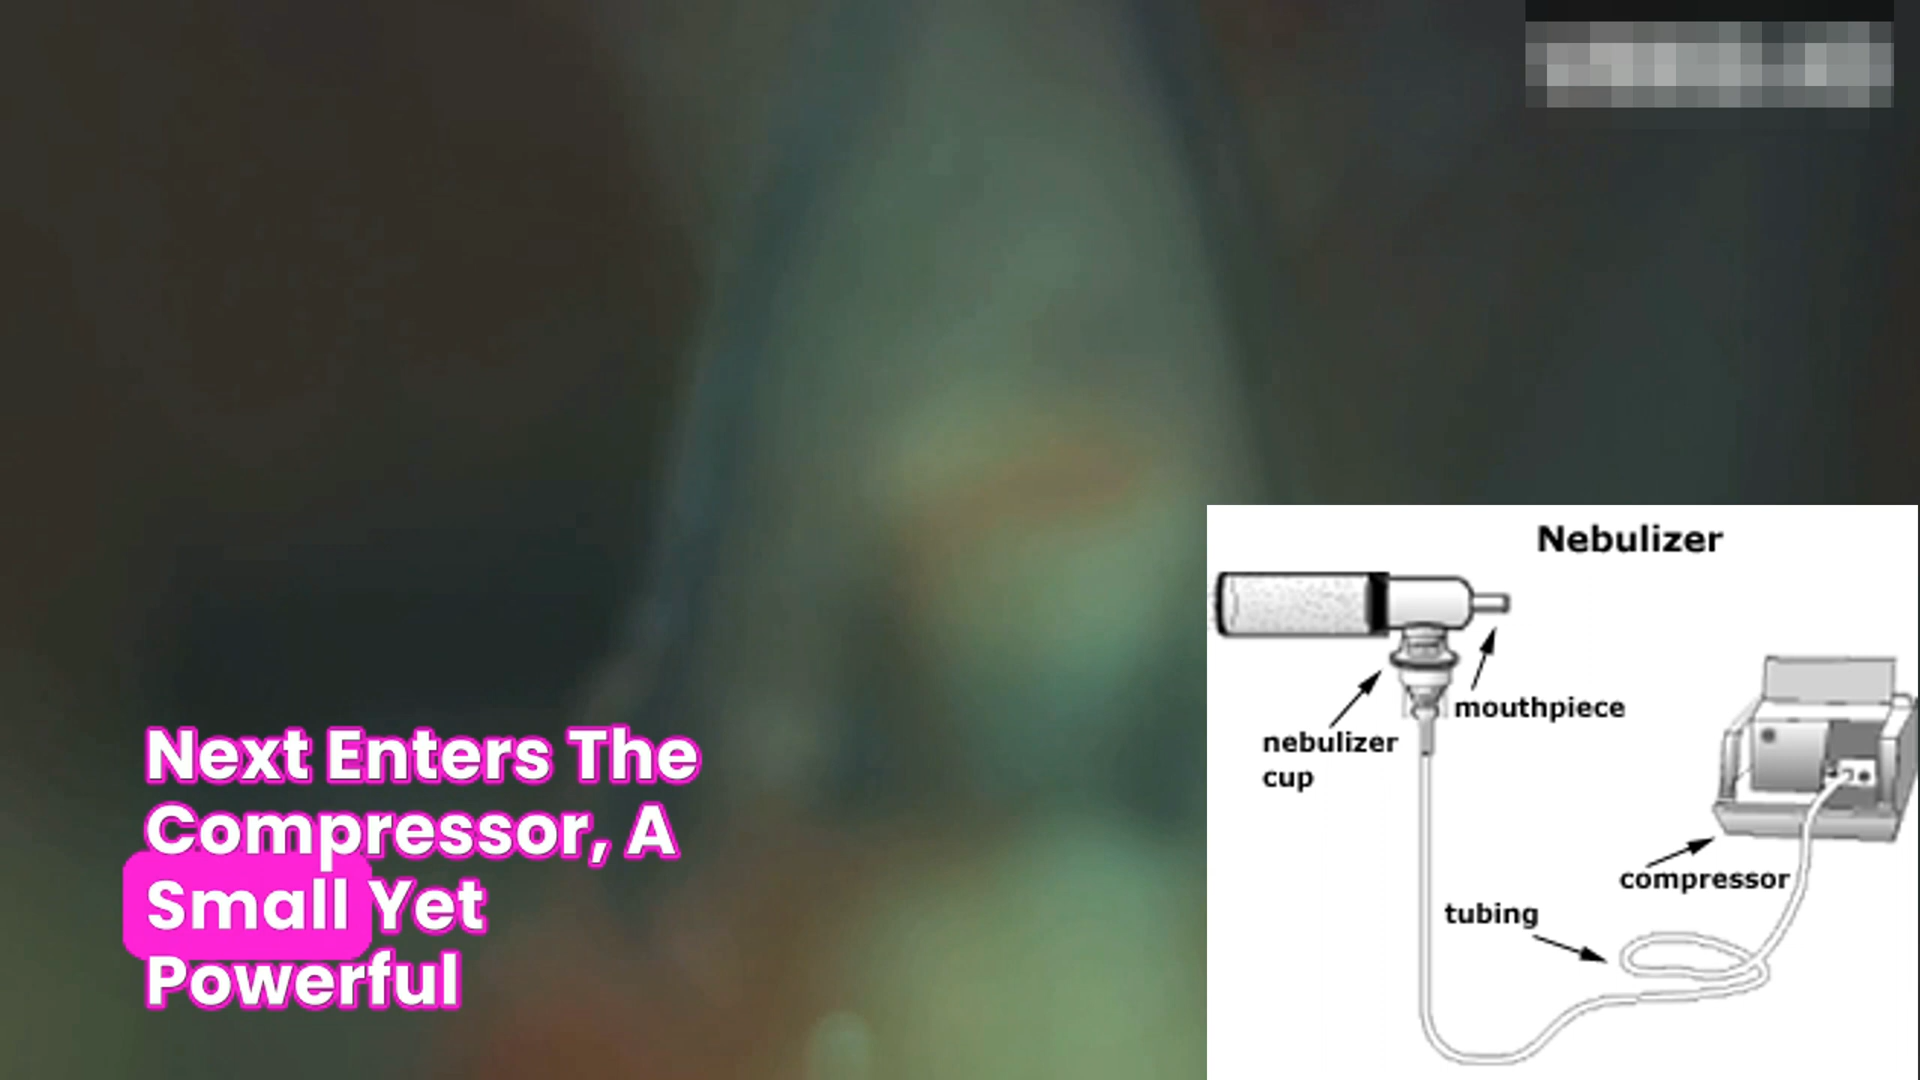 Nebulizer
mouthpiece
nebulizer
cup
compressor
tubing
Next Enters The
Compressor, A
Small Yet
Powerful